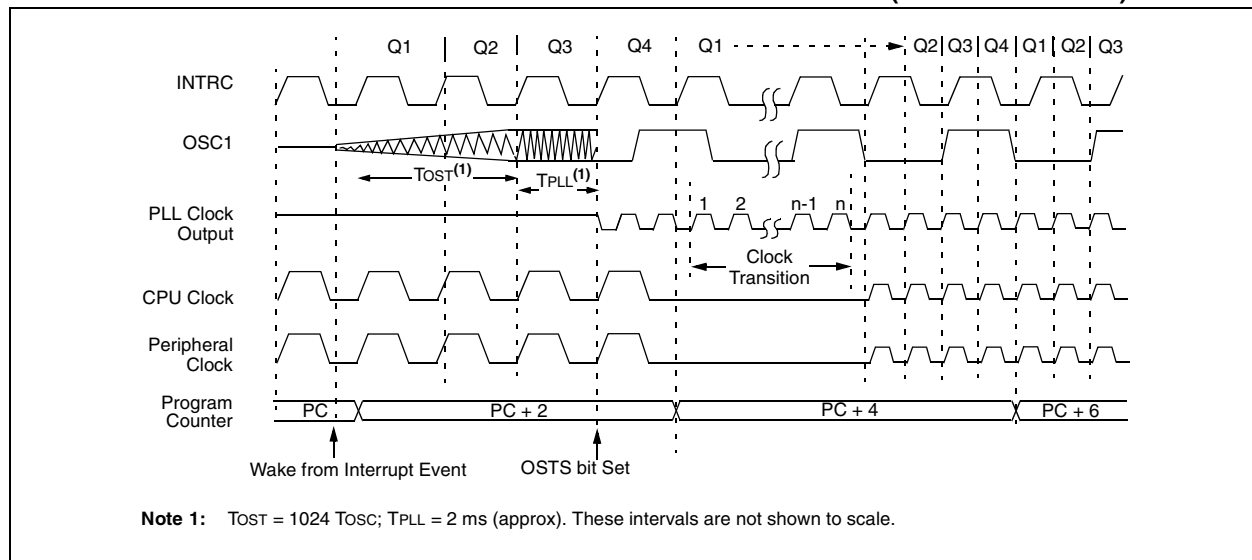 Q1 Q2 Q3 Q4 Q1 Q2 Q3 Q4 Q1 Q2 Q3
INTRC
OSC1
TOST(1) TPLL(1)
PLL Clock
Output
1 2 n-1 n
Clock
Transition
CPU Clock
Peripheral
Clock
Program
Counter
PC PC + 2 PC + 4 PC + 6
Wake from Interrupt Event OSTS bit Set
Note 1: TOST = 1024 TOSC; TPLL = 2 ms (approx). These intervals are not shown to scale.